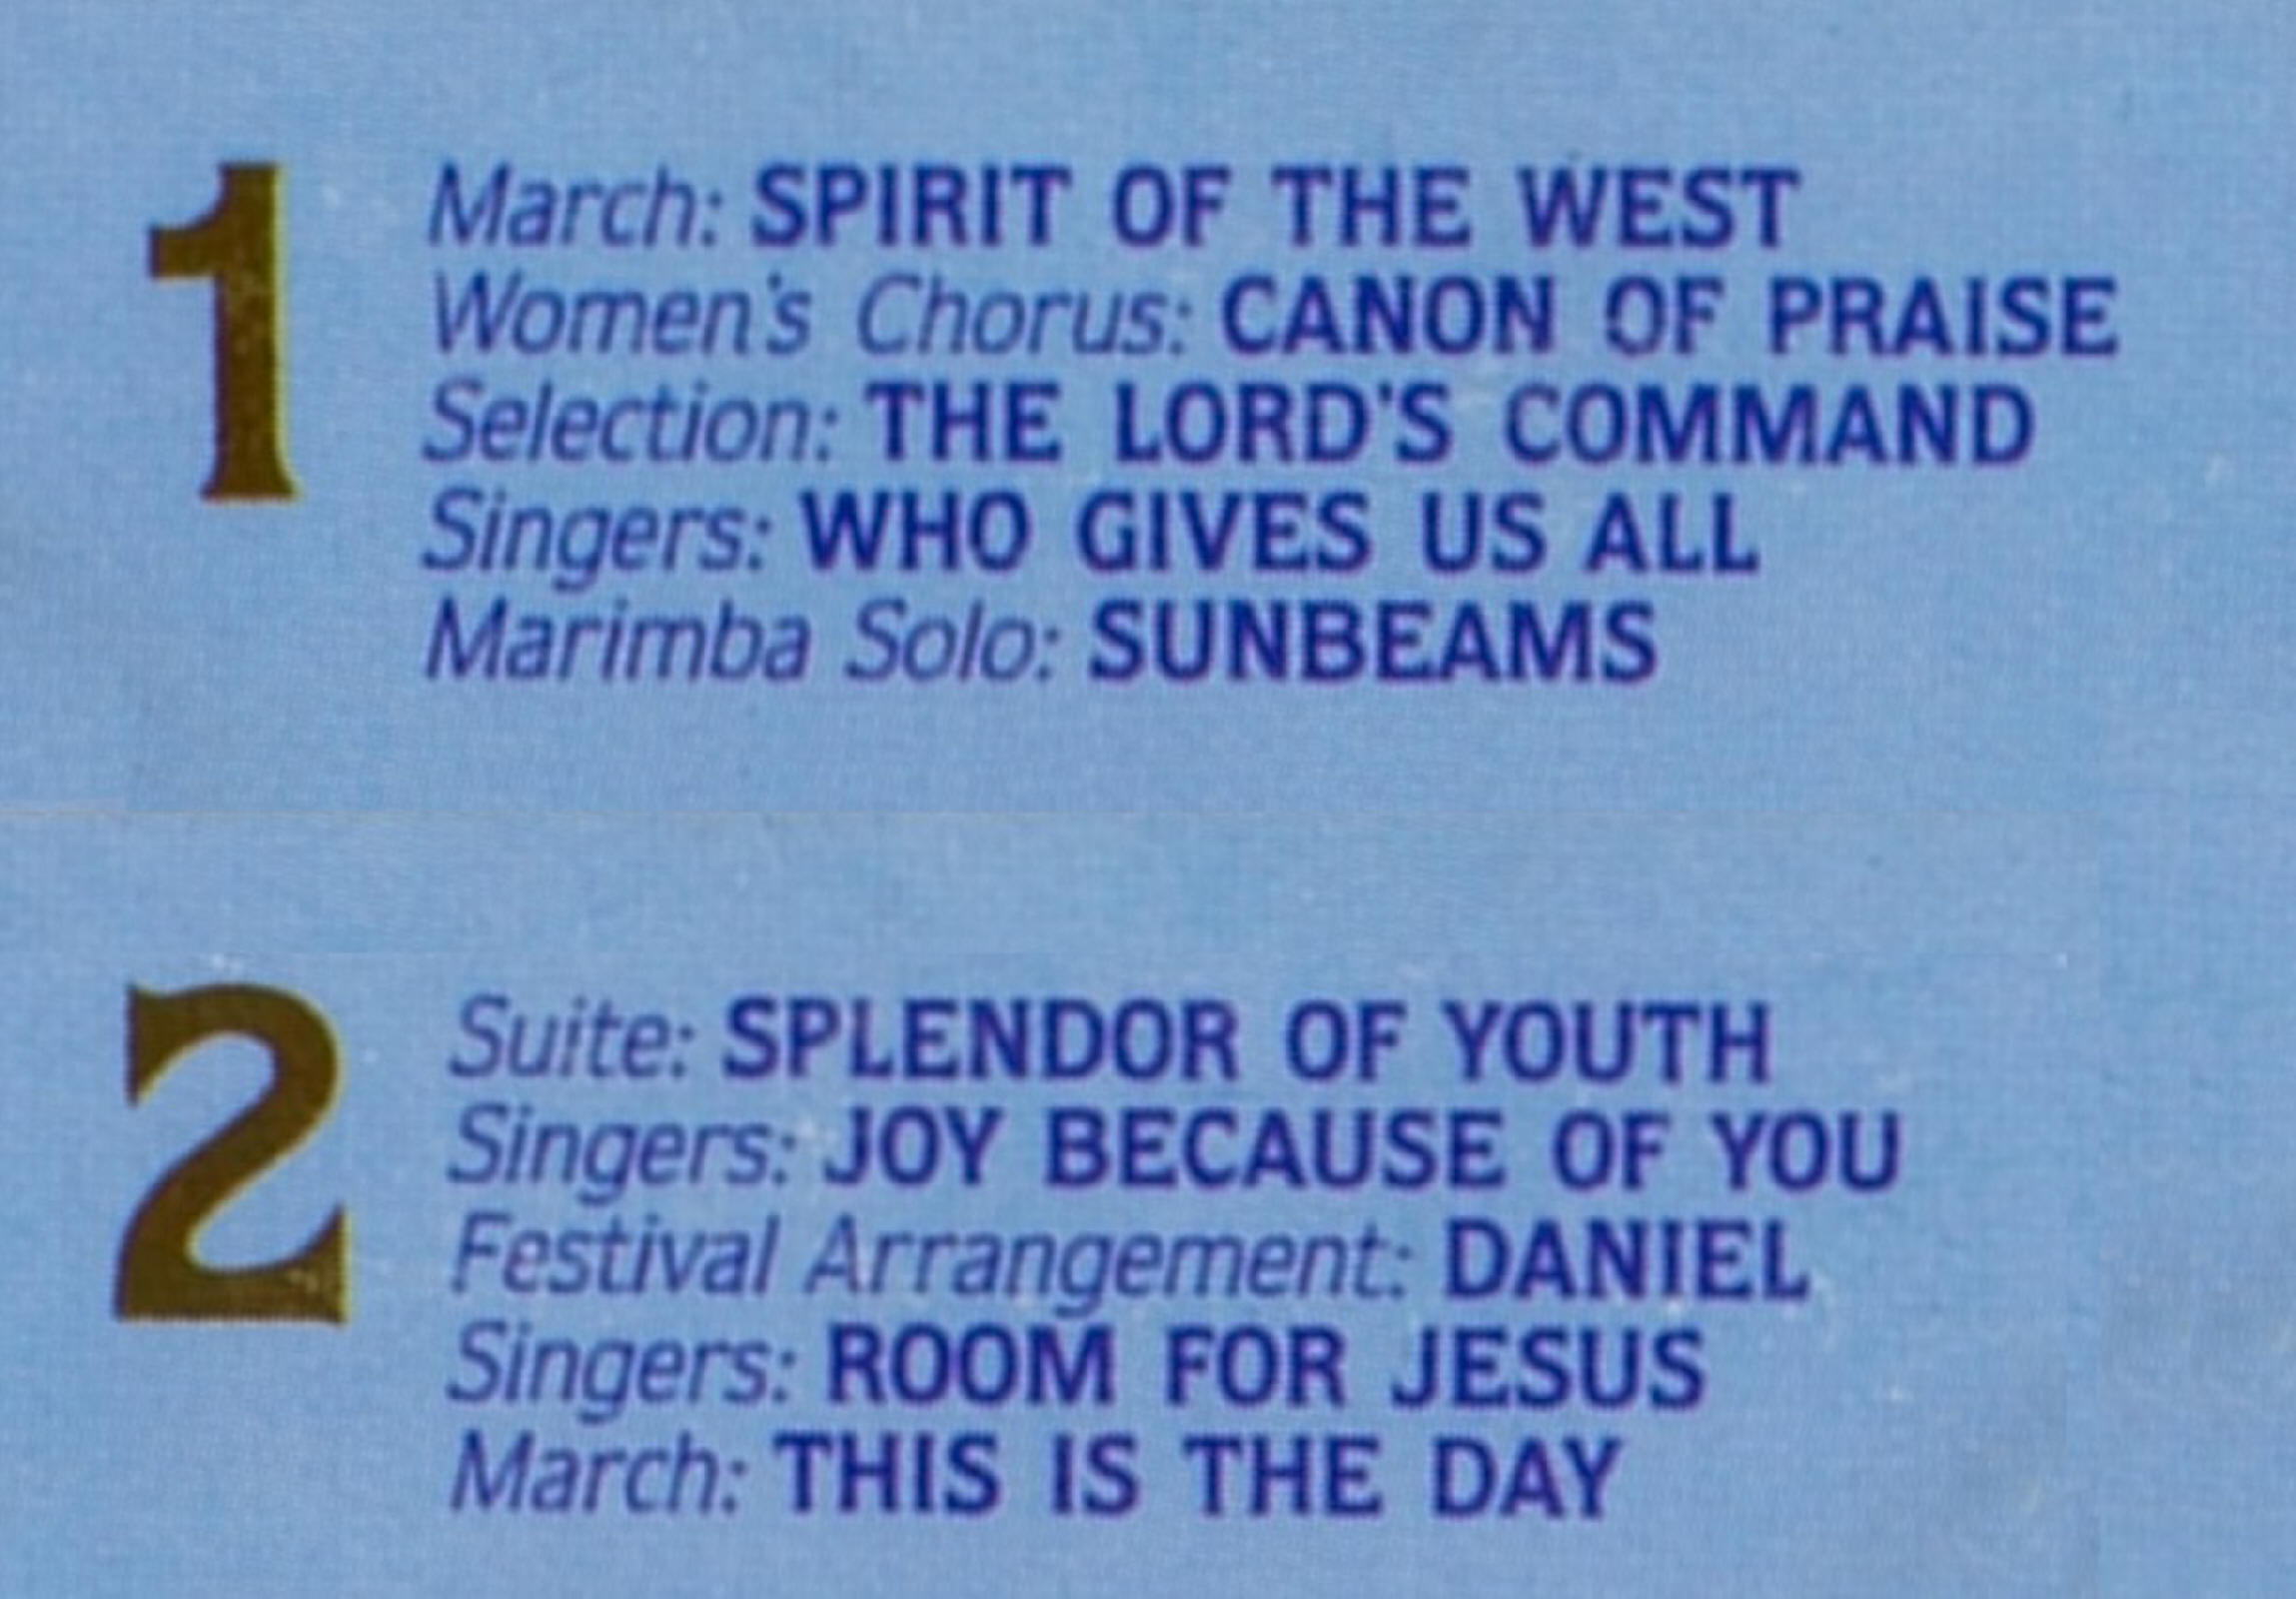 1
March: SPIRIT OF THE WEST
Women's Chorus: CANON OF PRAISE
Selection: THE LORD'S COMMAND
Singers: WHO GIVES US ALL
Marimba Solo: SUNBEAMS
2
Suite: SPLENDOR OF YOUTH
Singers: JOY BECAUSE OF YOU
Festival Arrangement: DANIEL
Singers: ROOM FOR JESUS
March: THIS IS THE DAY